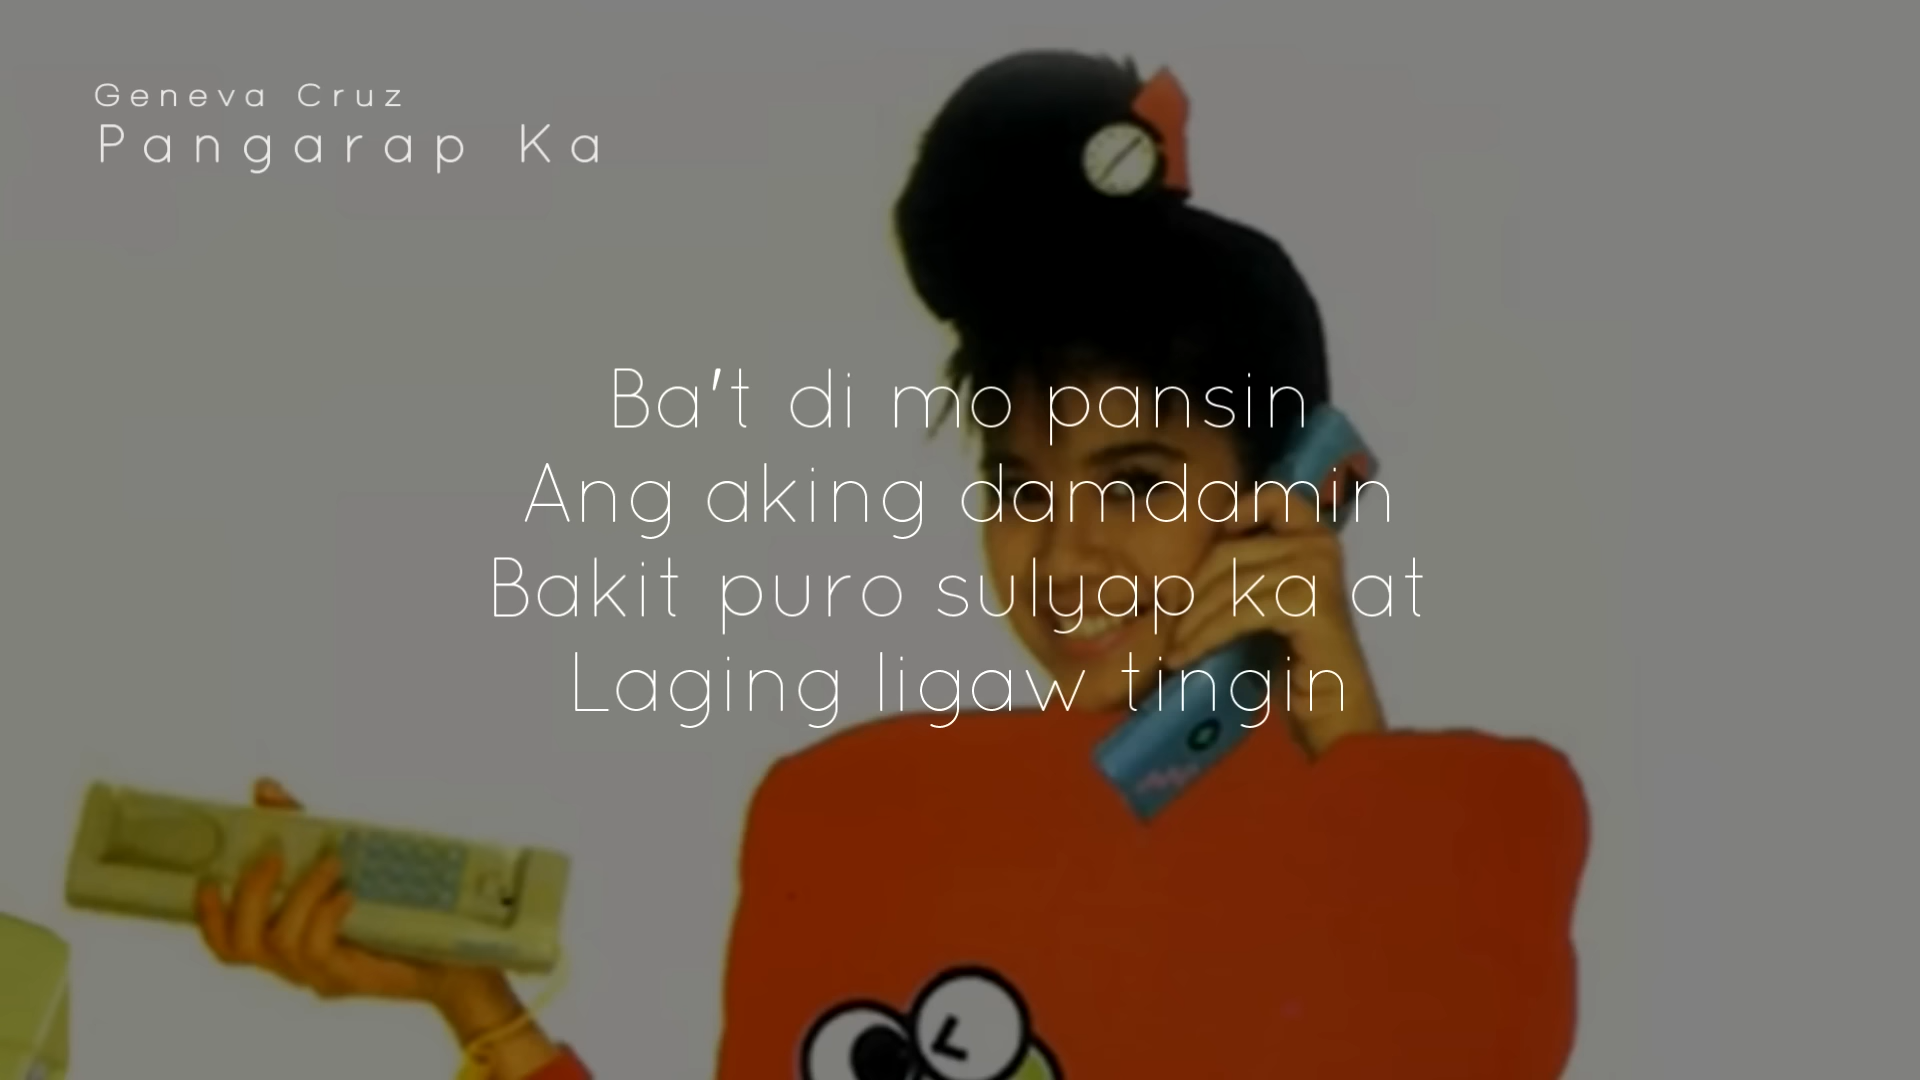 Geneva Cruz
Pangarap Ka
Ba't di mo pansin
Ang aking damdamin
Bakit puro sulyap ka at
Laging ligaw tingin